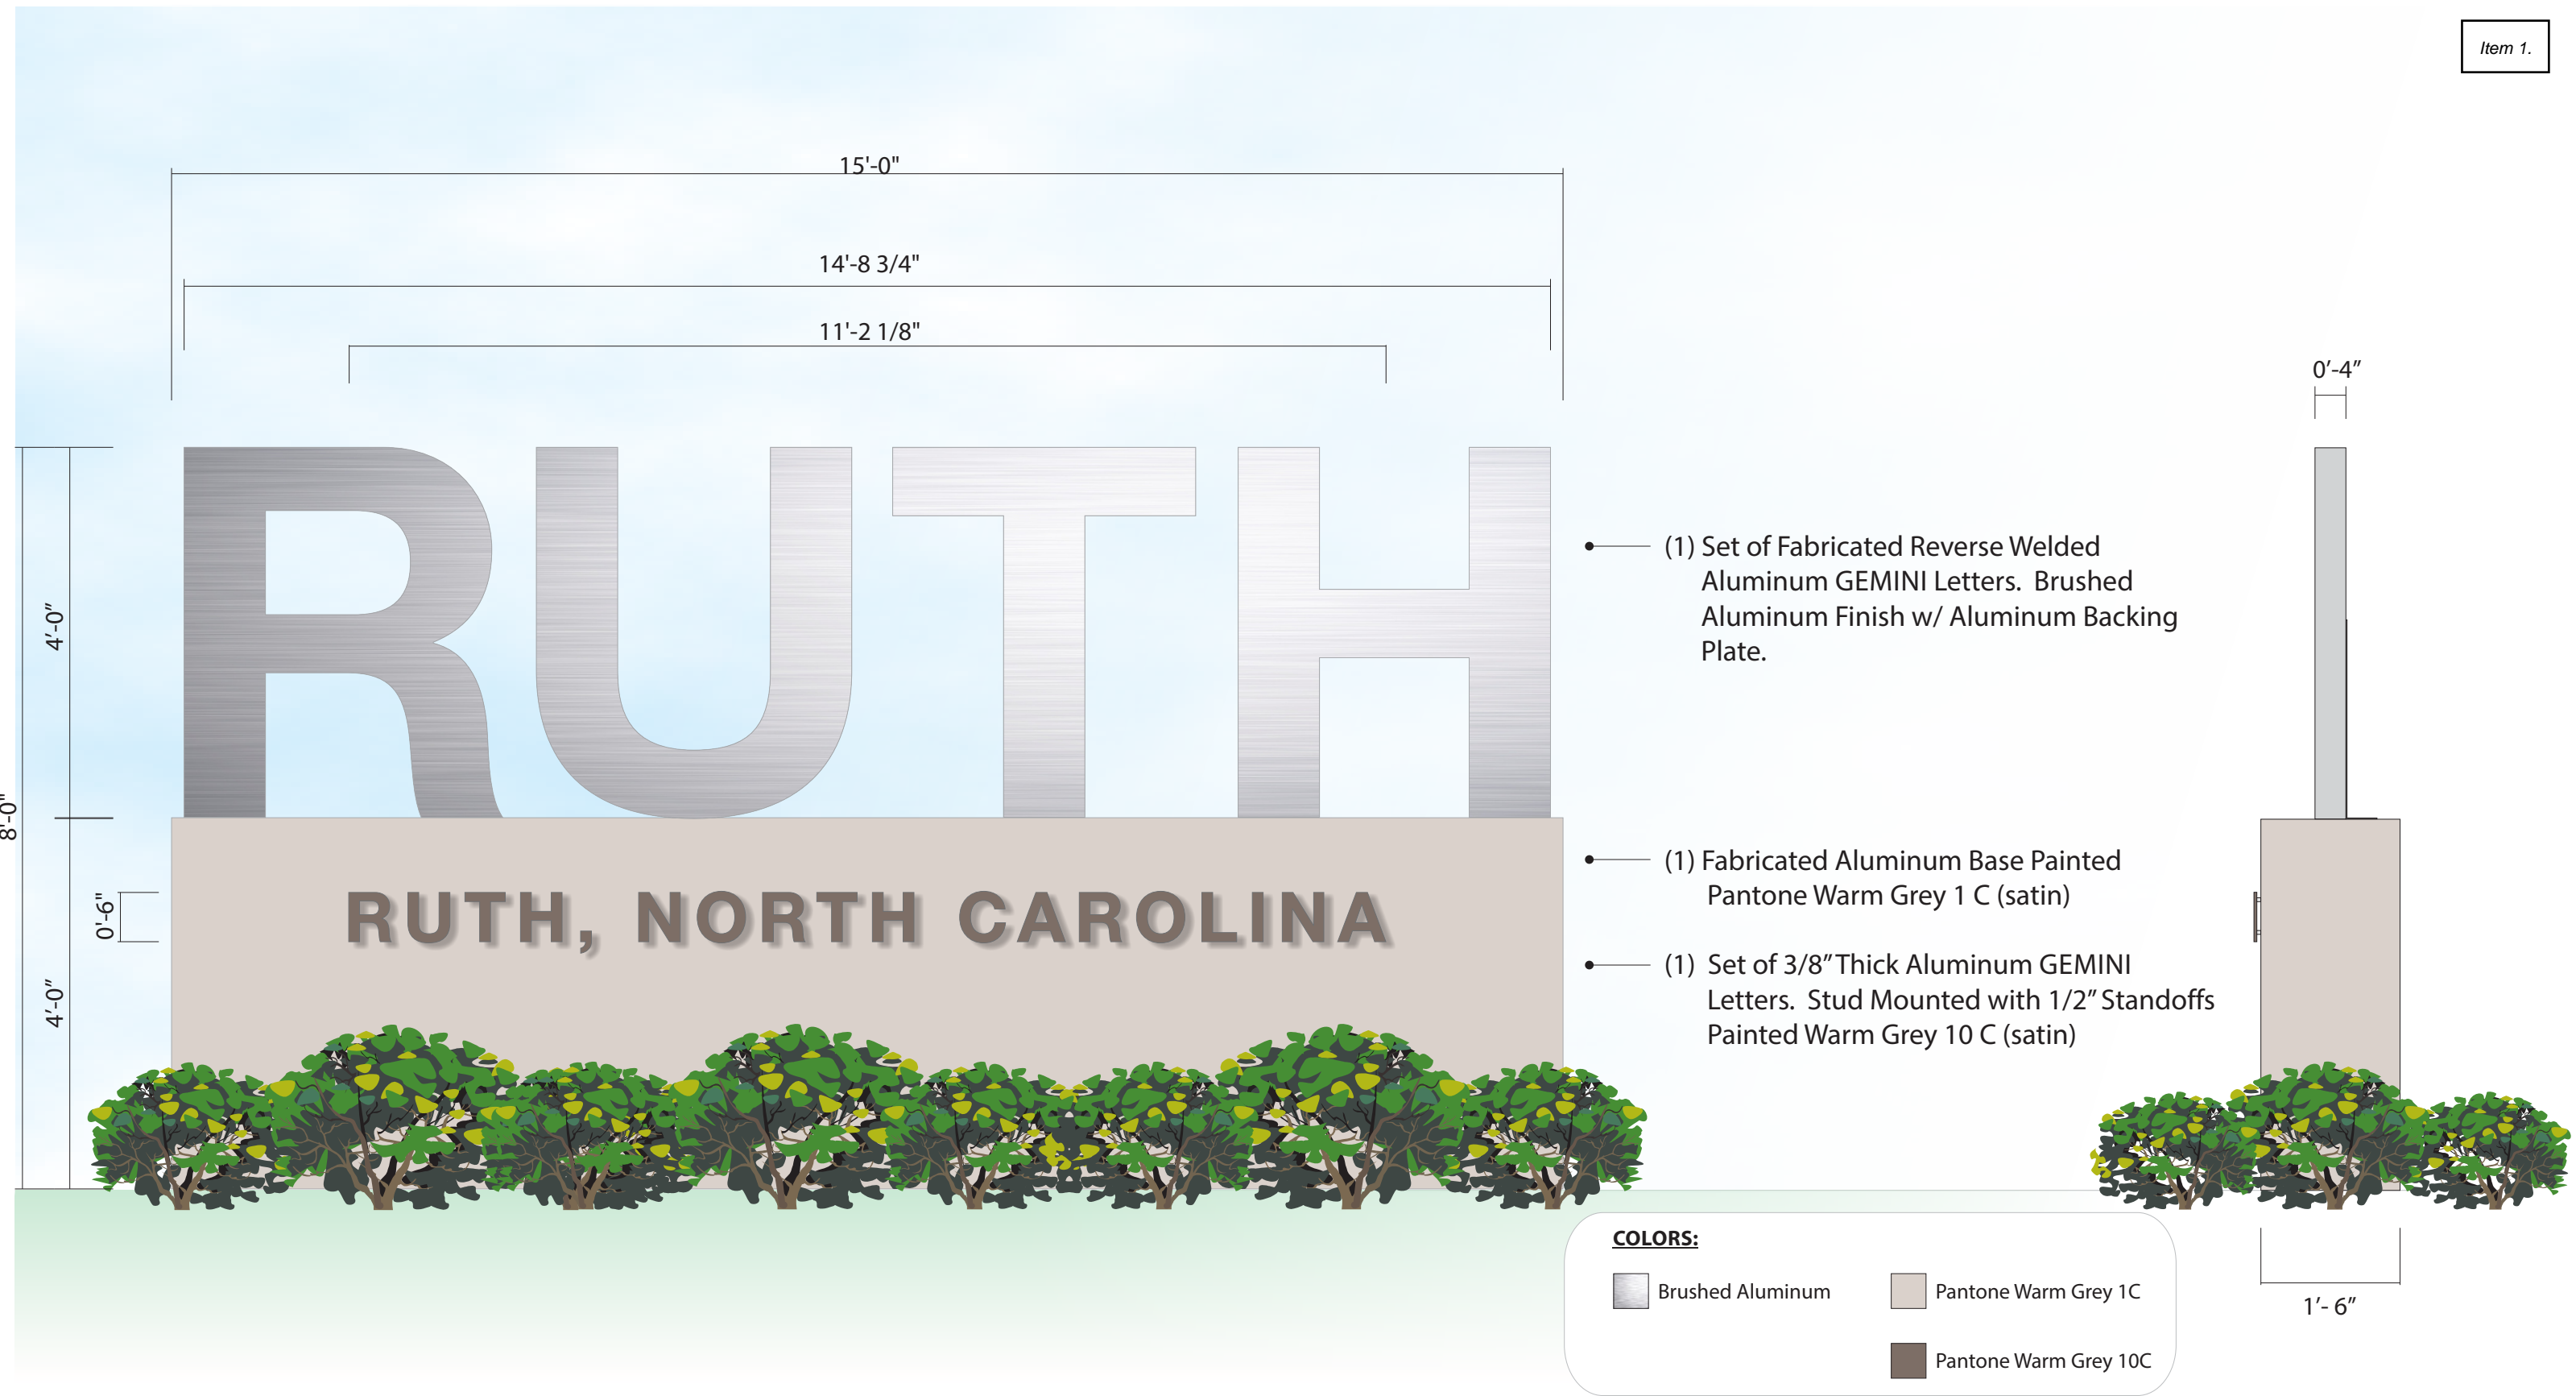 Item 1.
15'-0"
14'-8 3/4"
11'-2 1/8"
0’-4”
RUTH
4’-0”
8'-0"
(1) Set of Fabricated Reverse Welded
Aluminum GEMINI Letters.  Brushed
Aluminum Finish w/ Aluminum Backing
Plate.
RUTH, NORTH CAROLINA
0'-6"
4’-0”
(1) Fabricated Aluminum Base Painted
Pantone Warm Grey 1 C (satin)
(1)  Set of 3/8” Thick Aluminum GEMINI
Letters.  Stud Mounted with 1/2” Standoffs
Painted Warm Grey 10 C (satin)
COLORS:
Brushed Aluminum
Pantone Warm Grey 1C
Pantone Warm Grey 10C
1’- 6”